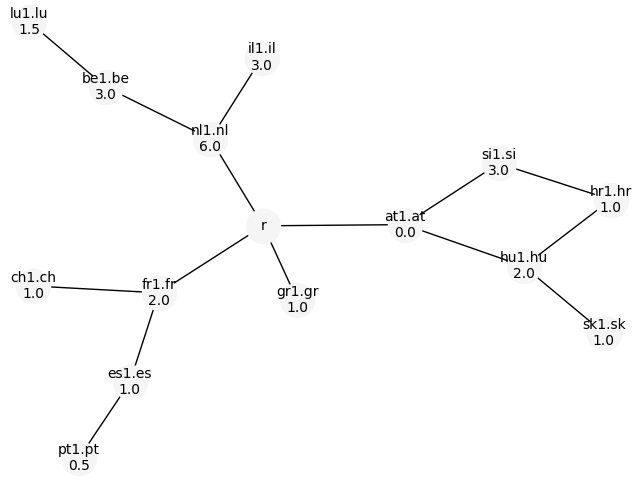 lu1.lu
1.5
il1.il
3.0
be1.be
3.0
nl1.nl
6.0
si1.si
3.0
hr1.hr
1.0
at1.at
0.0
r
hu1.hu
2.0
ch1.ch
1.0
fr1.fr
2.0
gr1.gr
1.0
sk1.sk
1.0
es1.es
1.0
pt1.pt
0.5